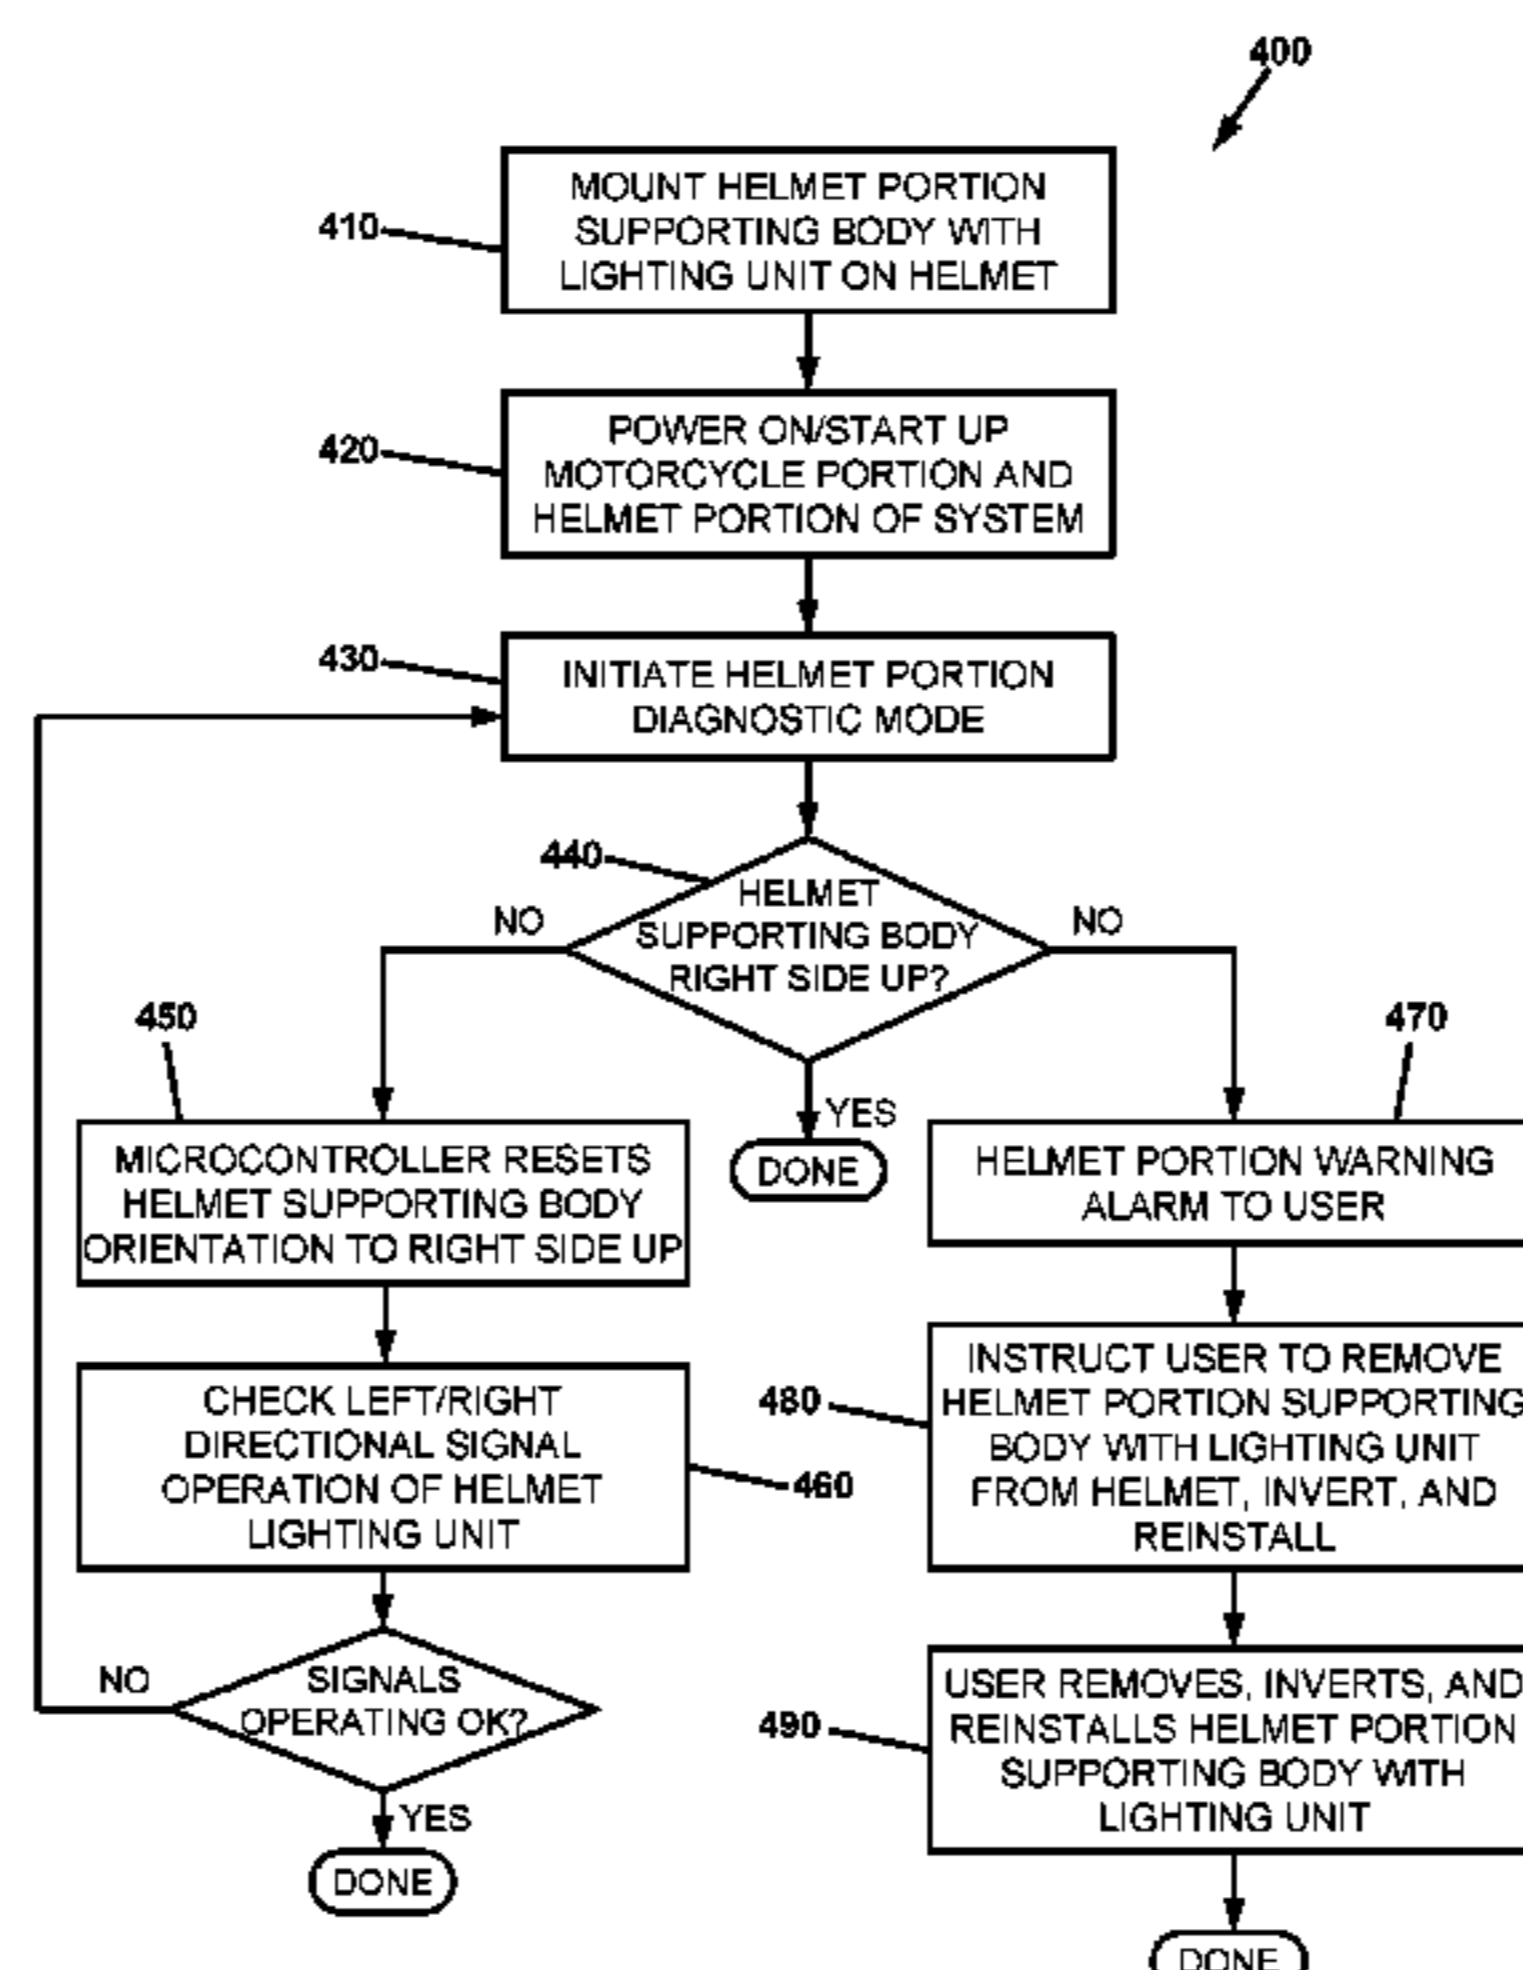 400
410
MOUNT HELMET PORTION
SUPPORTING BODY WITH
LIGHTING UNIT ON HELMET
420
POWER ON/START UP
MOTORCYCLE PORTION AND
HELMET PORTION OF SYSTEM
430
INITIATE HELMET PORTION
DIAGNOSTIC MODE
440
HELMET
SUPPORTING BODY
RIGHT SIDE UP?
NO
NO
YES
DONE
450
MICROCONTROLLER RESETS
HELMET SUPPORTING BODY
ORIENTATION TO RIGHT SIDE UP
460
CHECK LEFT/RIGHT
DIRECTIONAL SIGNAL
OPERATION OF HELMET
LIGHTING UNIT
SIGNALS
OPERATING OK?
NO
YES
DONE
470
HELMET PORTION WARNING
ALARM TO USER
480
INSTRUCT USER TO REMOVE
HELMET PORTION SUPPORTING
BODY WITH LIGHTING UNIT
FROM HELMET, INVERT, AND
REINSTALL
490
USER REMOVES, INVERTS, AND
REINSTALLS HELMET PORTION
SUPPORTING BODY WITH
LIGHTING UNIT
DONE